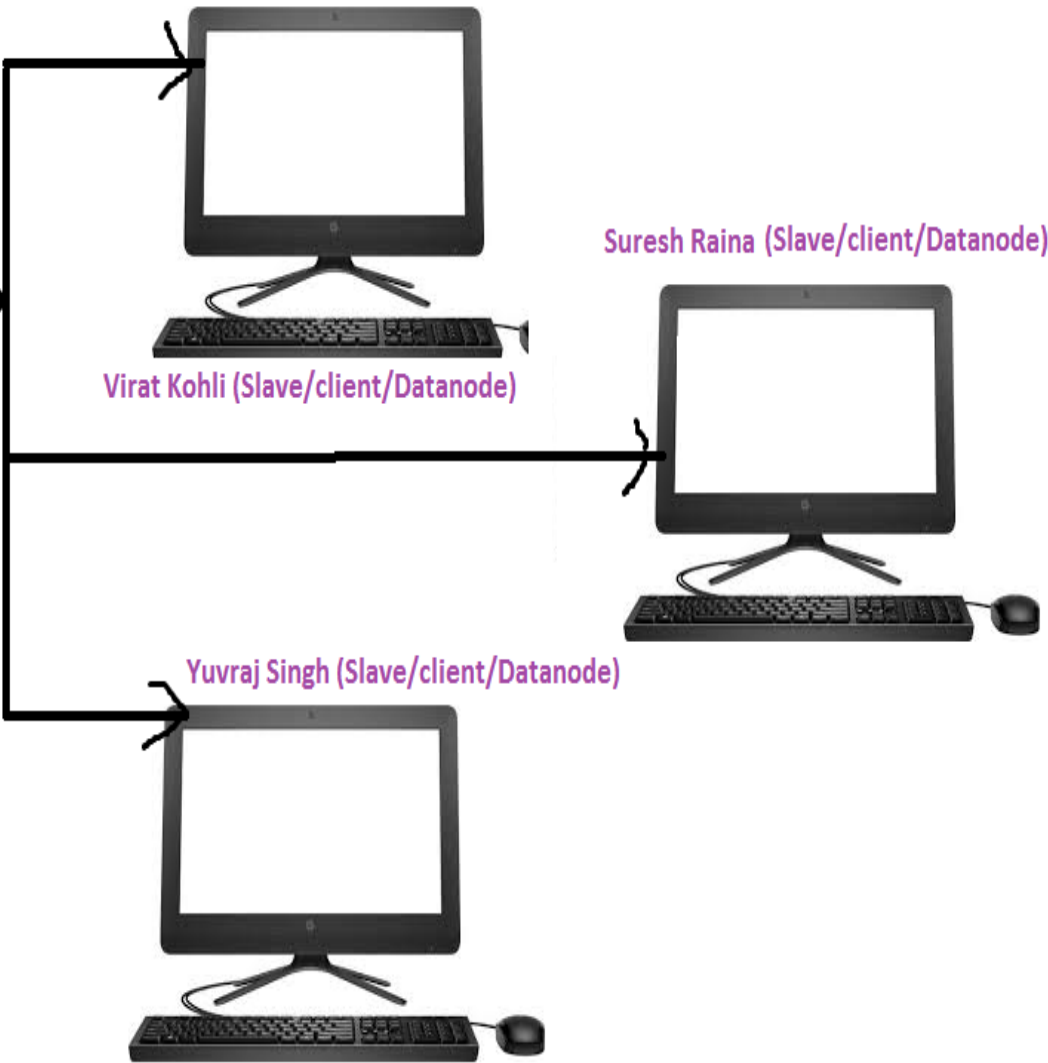 Suresh Raina (Slave/client/Datanode)
Virat Kohli (Slave/client/Datanode)
Yuvraj Singh (Slave/client/Datanode)